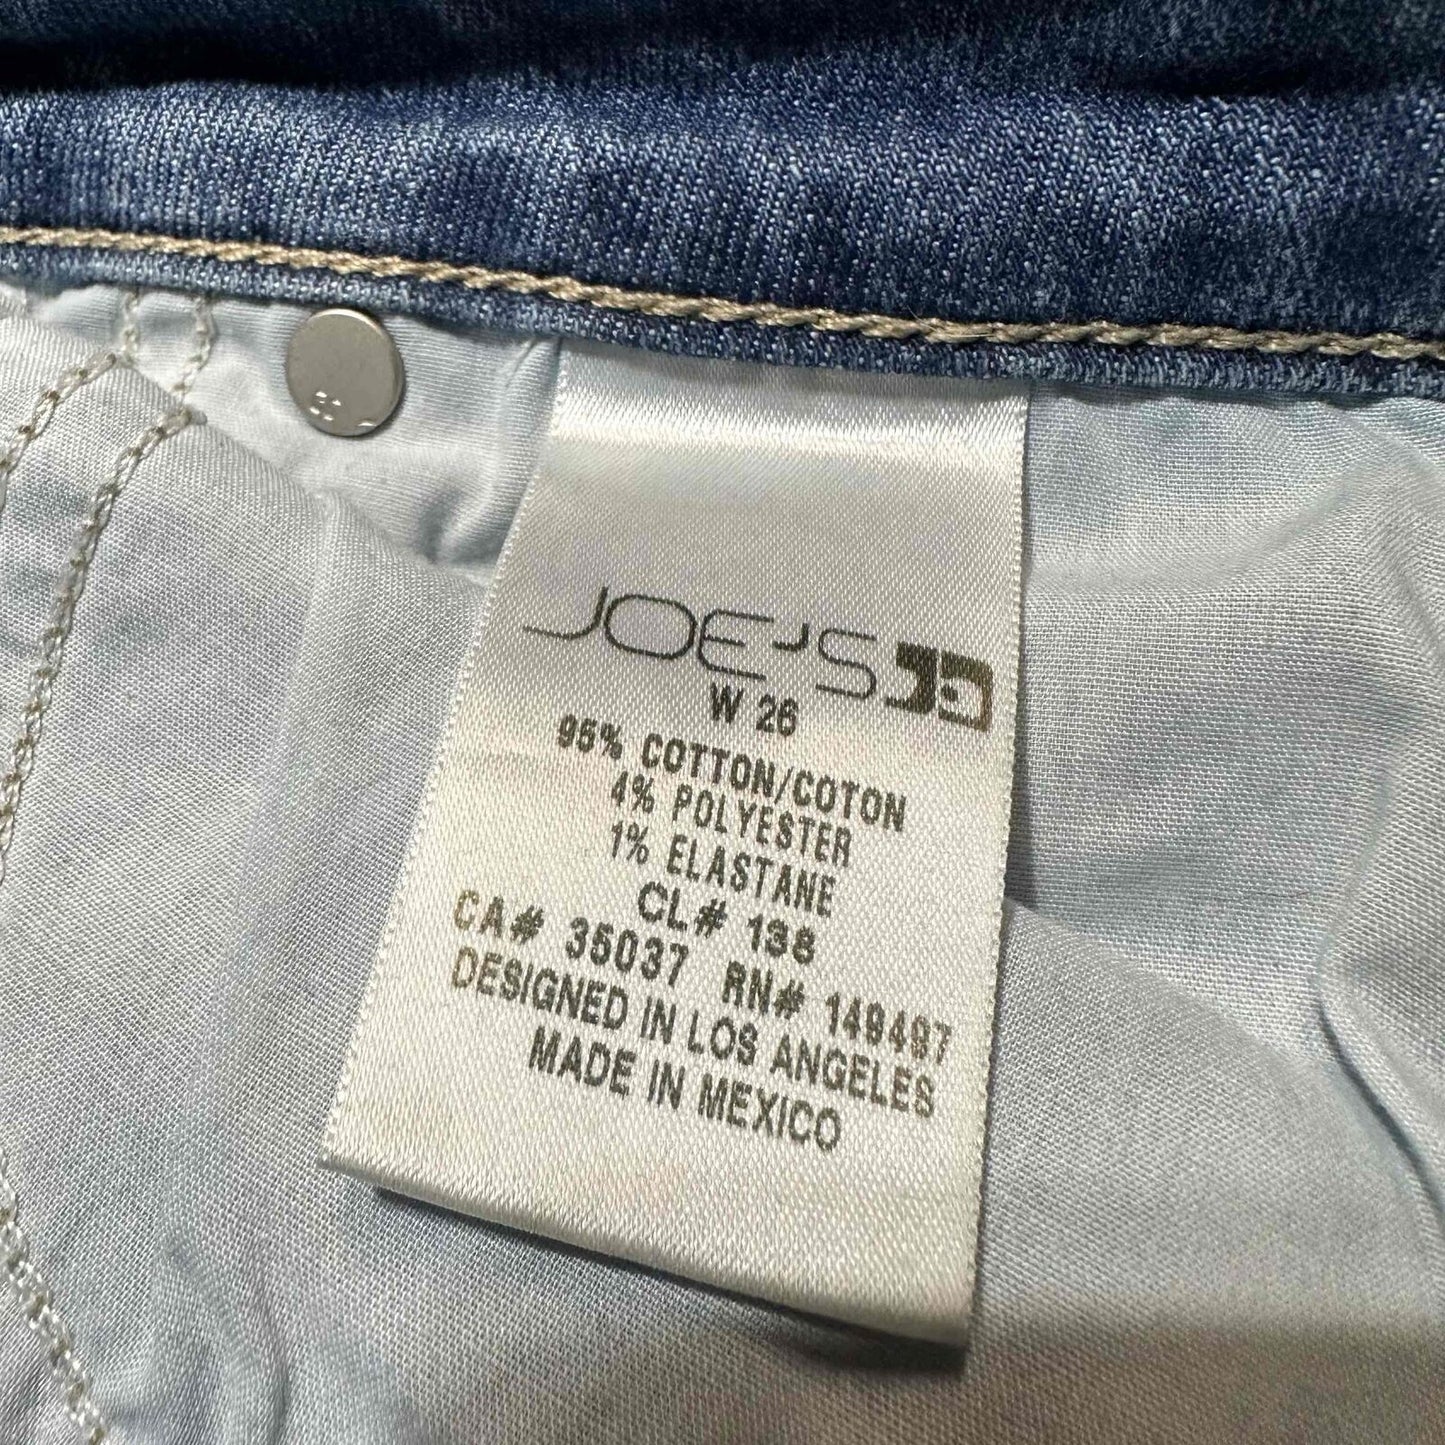 JOE'S
W 26
95% COTTON/COTON
4% POLYESTER
1% ELASTANE
CL# 138
CA# 35037 RN# 149497
DESIGNED IN LOS ANGELES
MADE IN MEXICO